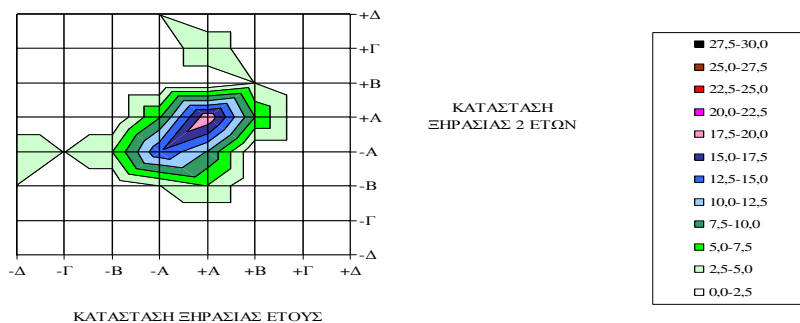 +Δ
+Γ
+Β
+Α
-Α
-Β
-Γ
-Δ
-Δ -Γ -Β -Α +Α +Β +Γ +Δ
ΚΑΤΑΣΤΑΣΗ ΞΗΡΑΣΙΑΣ ΕΤΟΥΣ
ΚΑΤΑΣΤΑΣΗ
ΞΗΡΑΣΙΑΣ 2 ΕΤΩΝ
27,5-30,0
25,0-27,5
22,5-25,0
20,0-22,5
17,5-20,0
15,0-17,5
12,5-15,0
10,0-12,5
7,5-10,0
5,0-7,5
2,5-5,0
0,0-2,5